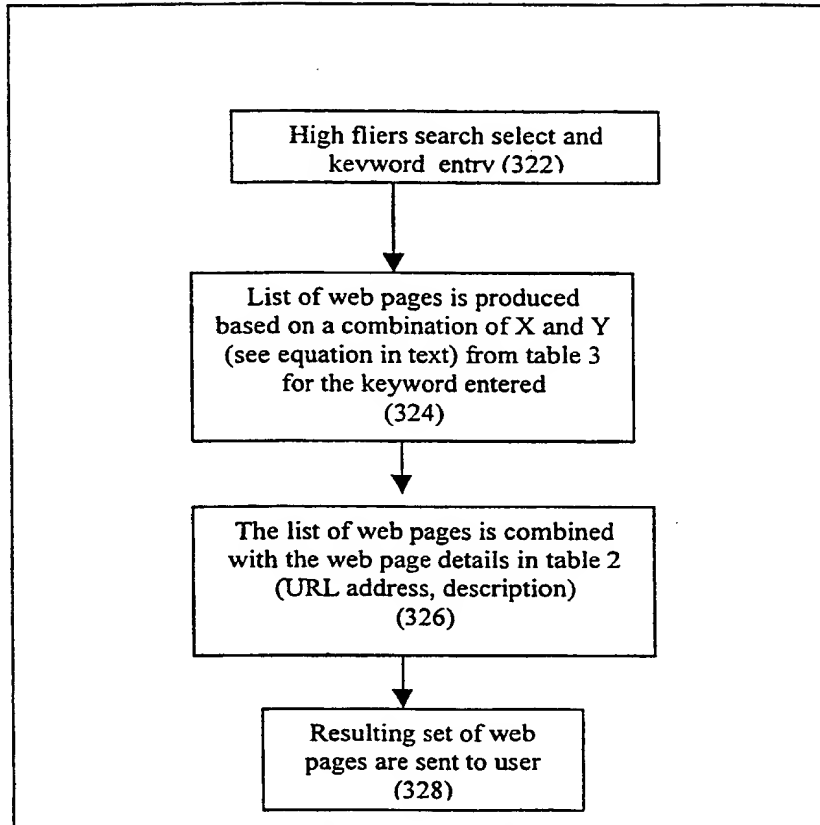 High fliers search select and
keyword entry (322)
List of web pages is produced
based on a combination of X and Y
(see equation in text) from table 3
for the keyword entered
(324)
The list of web pages is combined
with the web page details in table 2
(URL address, description)
(326)
Resulting set of web
pages are sent to user
(328)